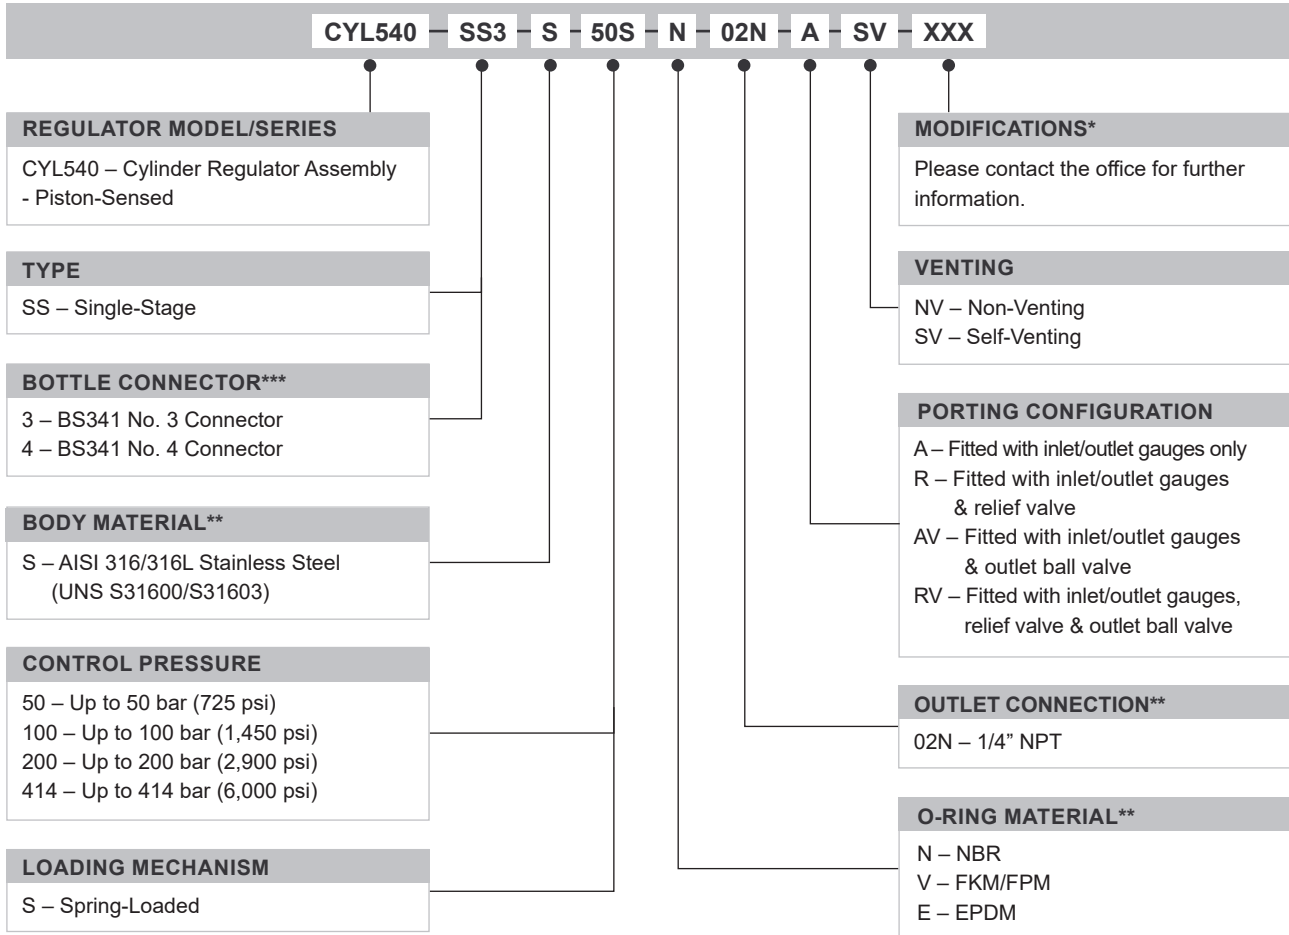 CYL540 – SS3 – S – 50S – N – 02N – A – SV – XXX
REGULATOR MODEL/SERIES
CYL540 – Cylinder Regulator Assembly
- Piston-Sensed
TYPE
SS – Single-Stage
BOTTLE CONNECTOR***
3 – BS341 No. 3 Connector
4 – BS341 No. 4 Connector
BODY MATERIAL**
S – AISI 316/316L Stainless Steel
(UNS S31600/S31603)
CONTROL PRESSURE
50 – Up to 50 bar (725 psi)
100 – Up to 100 bar (1,450 psi)
200 – Up to 200 bar (2,900 psi)
414 – Up to 414 bar (6,000 psi)
LOADING MECHANISM
S – Spring-Loaded
MODIFICATIONS*
Please contact the office for further
information.
VENTING
NV – Non-Venting
SV – Self-Venting
PORTING CONFIGURATION
A – Fitted with inlet/outlet gauges only
R – Fitted with inlet/outlet gauges
& relief valve
AV – Fitted with inlet/outlet gauges
& outlet ball valve
RV – Fitted with inlet/outlet gauges,
relief valve & outlet ball valve
OUTLET CONNECTION**
02N – 1/4” NPT
O-RING MATERIAL**
N – NBR
V – FKM/FPM
E – EPDM